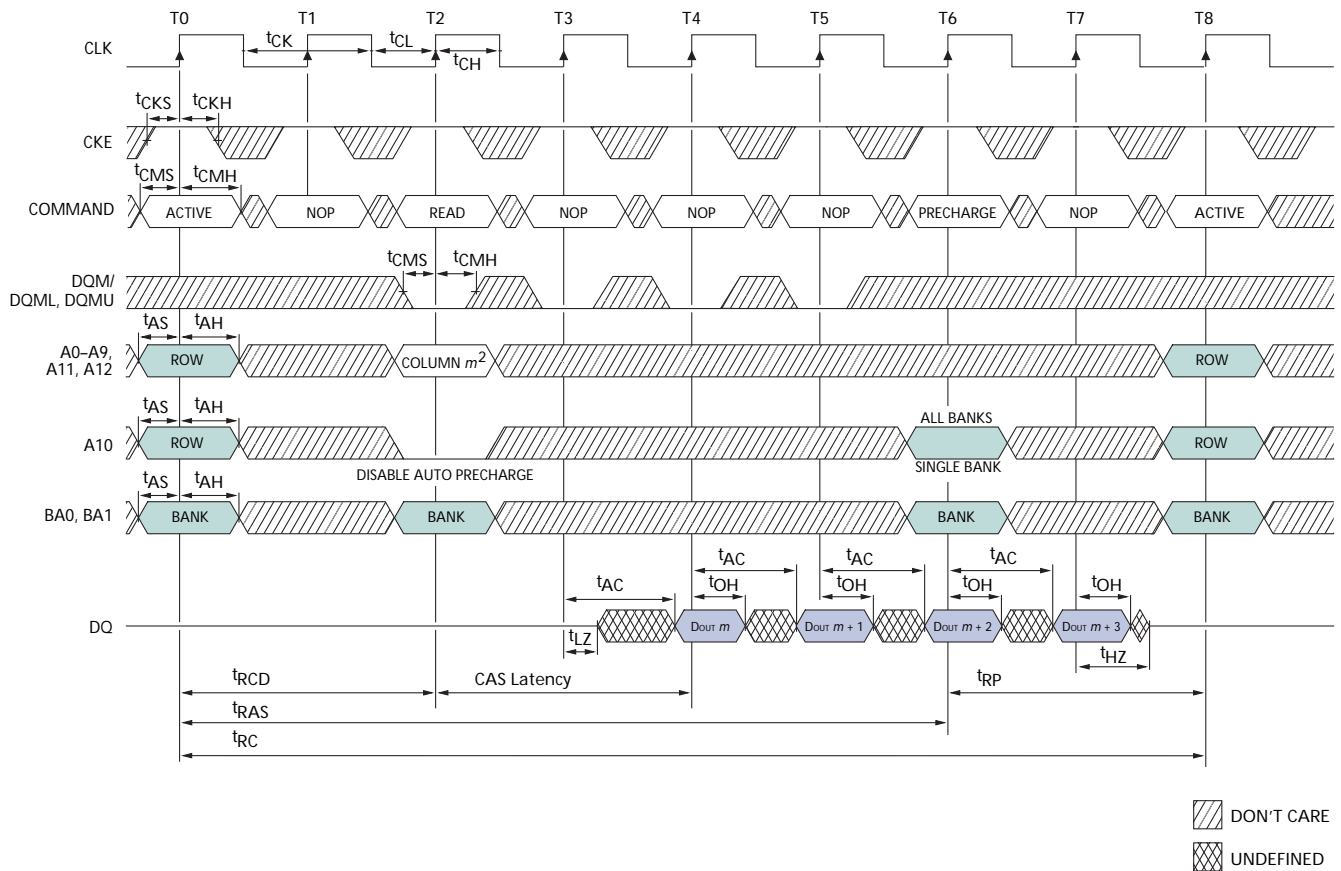 T0 T1 T2 T3 T4 T5 T6 T7 T8
CLK
tCK tCL
tCH
tCKS tCKH
CKE
tCMS tCMH
COMMAND ACTIVE NOP READ NOP NOP NOP PRECHARGE NOP ACTIVE
tCMS tCMH
DQM/
DQML, DQMU
tAS tAH
A0–A9,
A11, A12
ROW COLUMN m2 ROW
tAS tAH
ALL BANKS
A10 ROW ROW
DISABLE AUTO PRECHARGE SINGLE BANK
tAS tAH
BA0, BA1 BANK BANK BANK BANK
tAC tAC tAC tAC
tOH tOH tOH tOH
DQ DOUT m DOUT m + 1 DOUT m + 2 DOUT m + 3
tLZ tHZ
tRCD CAS Latency tRP
tRAS
tRC
DON'T CARE
UNDEFINED